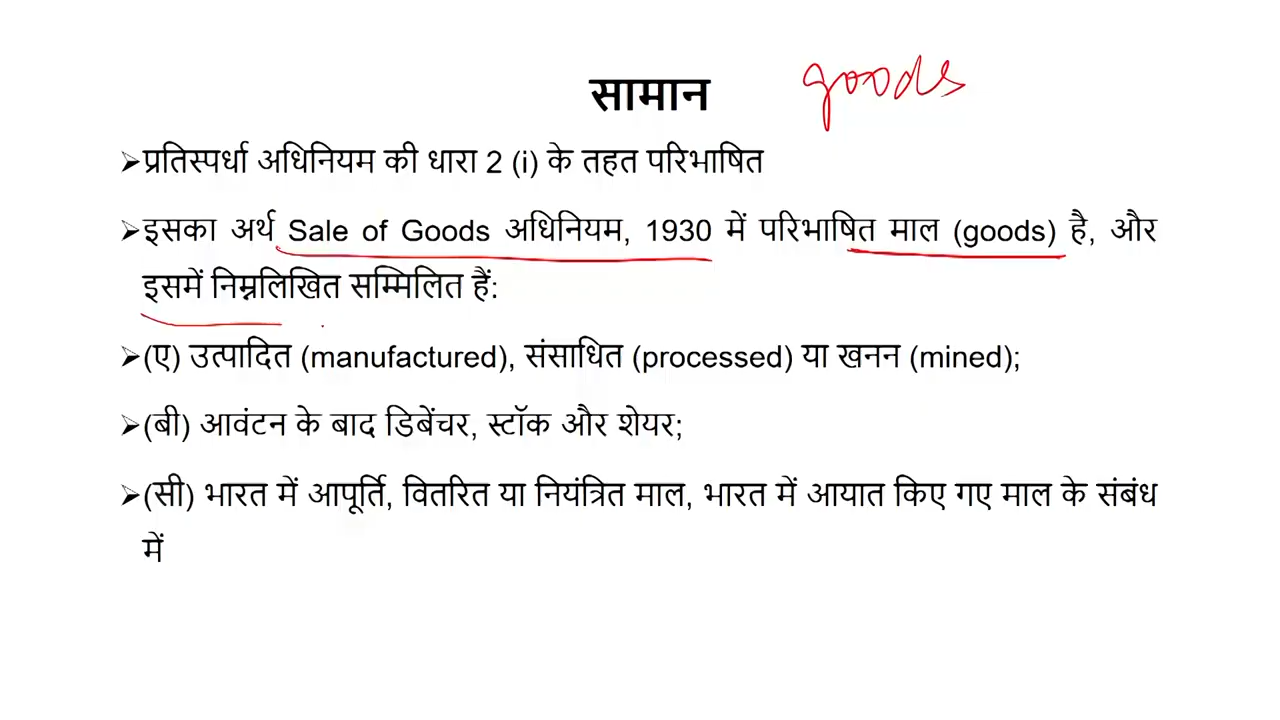 सामान goods
➢प्रतिस्पर्धा अधिनियम की धारा 2 (i) के तहत परिभाषित
➢इसका अर्थ Sale of Goods अधिनियम, 1930 में परिभाषित माल (goods) है, और
इसमें निम्नलिखित सम्मिलित हैं:
➢(ए) उत्पादित (manufactured), संसाधित (processed) या खनन (mined);
➢(बी) आवंटन के बाद डिबेंचर, स्टॉक और शेयर;
➢(सी) भारत में आपूर्ति, वितरित या नियंत्रित माल, भारत में आयात किए गए माल के संबंध
में